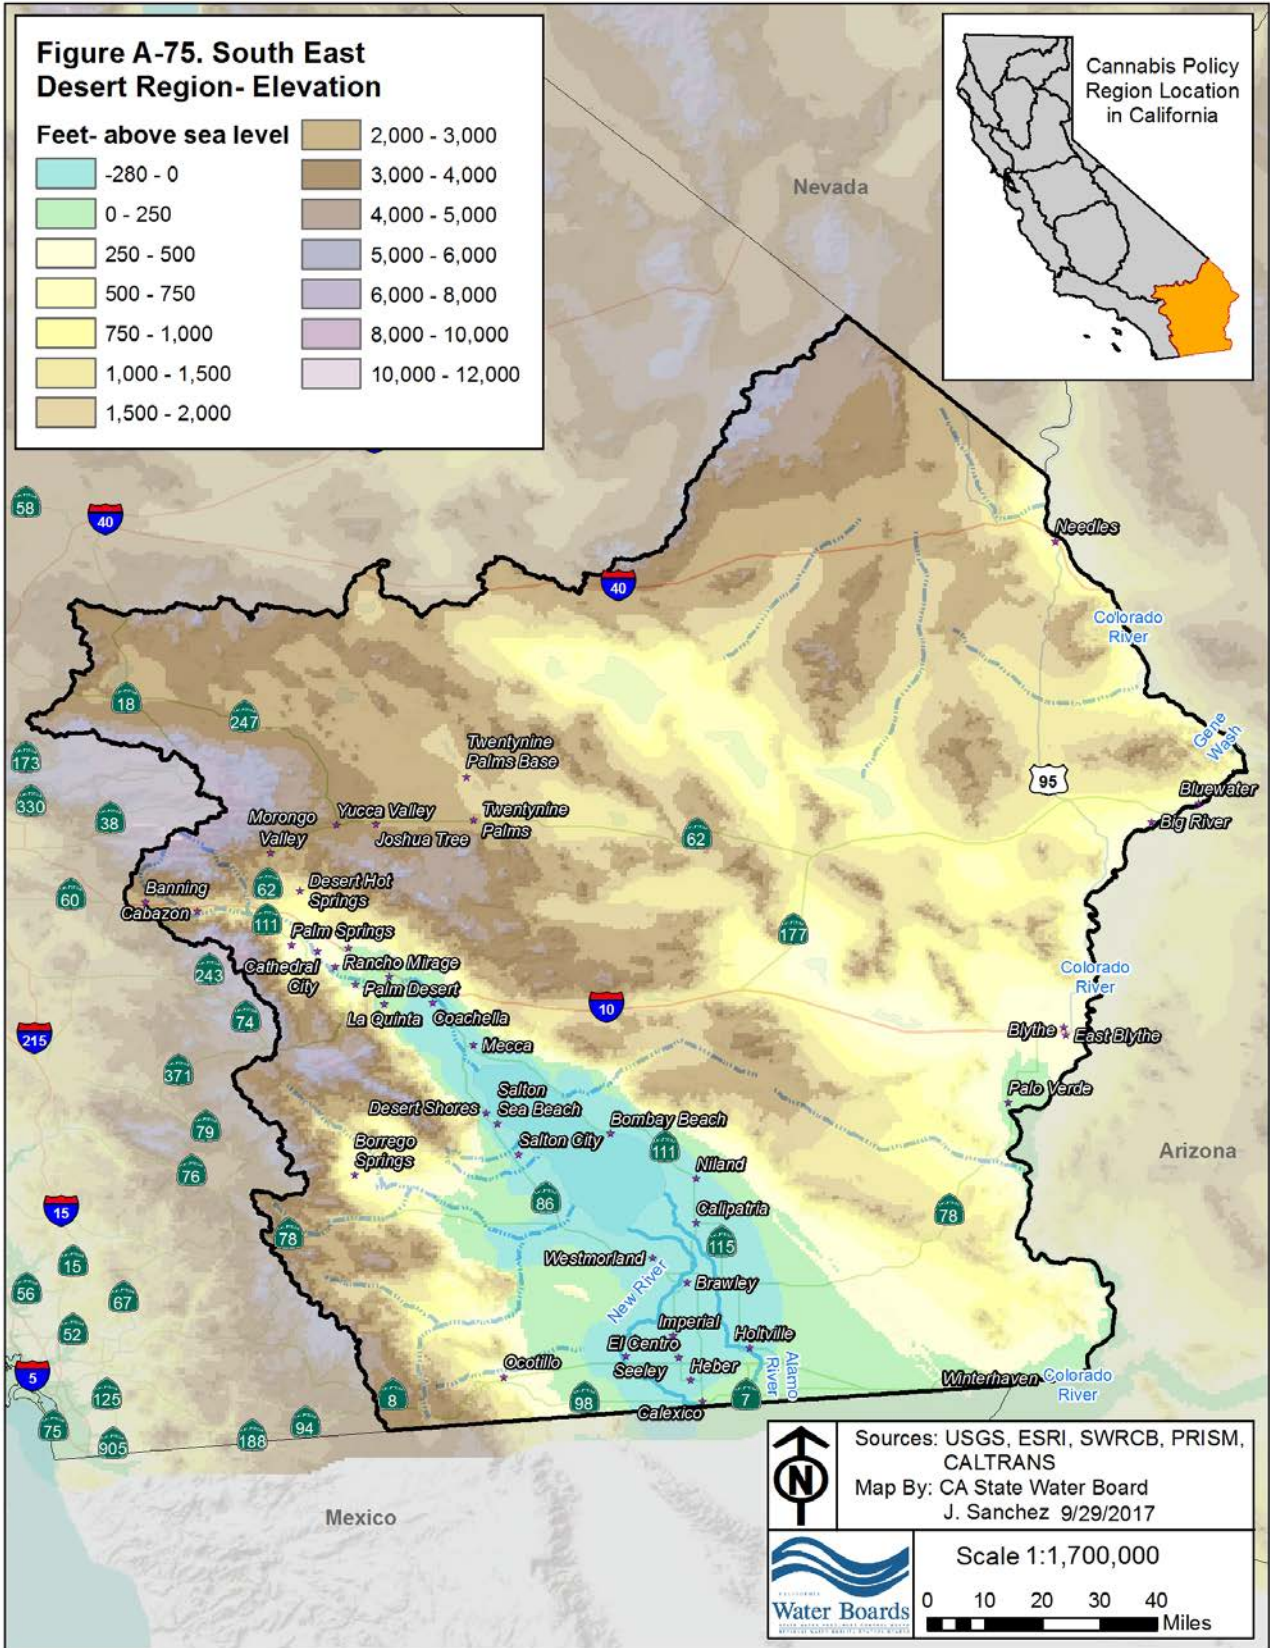 Figure A-75. South East
Desert Region- Elevation
Feet- above sea level
-280 - 0
0 - 250
250 - 500
500 - 750
750 - 1,000
1,000 - 1,500
1,500 - 2,000
2,000 - 3,000
3,000 - 4,000
4,000 - 5,000
5,000 - 6,000
6,000 - 8,000
8,000 - 10,000
10,000 - 12,000
Cannabis Policy
Region Location
in California
Nevada
58
40
40
Needles
Colorado
River
18
247
Gene
Wash
173
Twentynine
Palms Base
95
Bluewater
330
38
Morongo
Valley
Yucca Valley
Joshua Tree
Twentynine
Palms
62
Big River
60
Banning
Cabazon
62
Desert Hot
Springs
111
177
Palm Springs
Cathedral
City
Rancho Mirage
243
Palm Desert
Colorado
River
10
La Quinta
Coachella
74
215
Blythe
East Blythe
Mecca
371
Palo Verde
Desert Shores
Salton
Sea Beach
79
Bombay Beach
Salton City
111
Borrego
Springs
Arizona
76
Niland
86
15
78
Calipatria
78
115
15
Westmorland
Brawley
56
67
New River
52
Imperial
El Centro
Holtville
Seeley
Heber
Alamo
River
Ocotillo
5
Winterhaven
Colorado
River
125
8
98
7
Calexico
75
905
188
94
Mexico
N
Sources: USGS, ESRI, SWRCB, PRISM,
CALTRANS
Map By: CA State Water Board
J. Sanchez 9/29/2017
CALIFORNIA
Water Boards
Scale 1:1,700,000
0 10 20 30 40
Miles